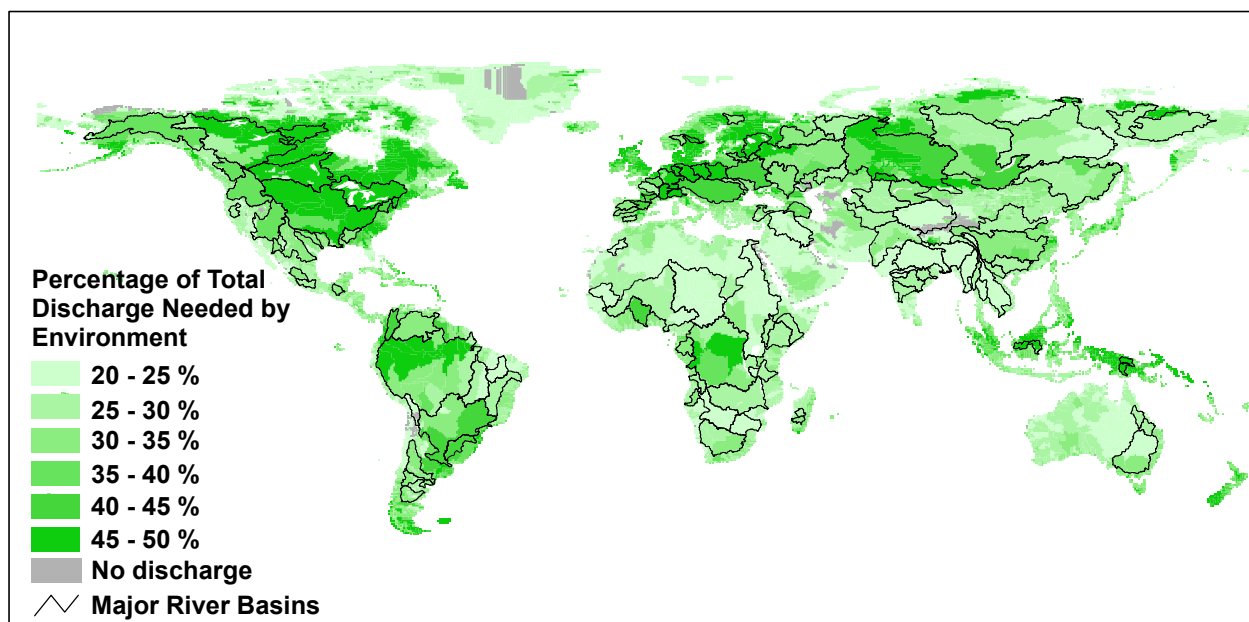 Percentage of Total
Discharge Needed by
Environment
20 - 25 %
25 - 30 %
30 - 35 %
35 - 40 %
40 - 45 %
45 - 50 %
No discharge
Major River Basins